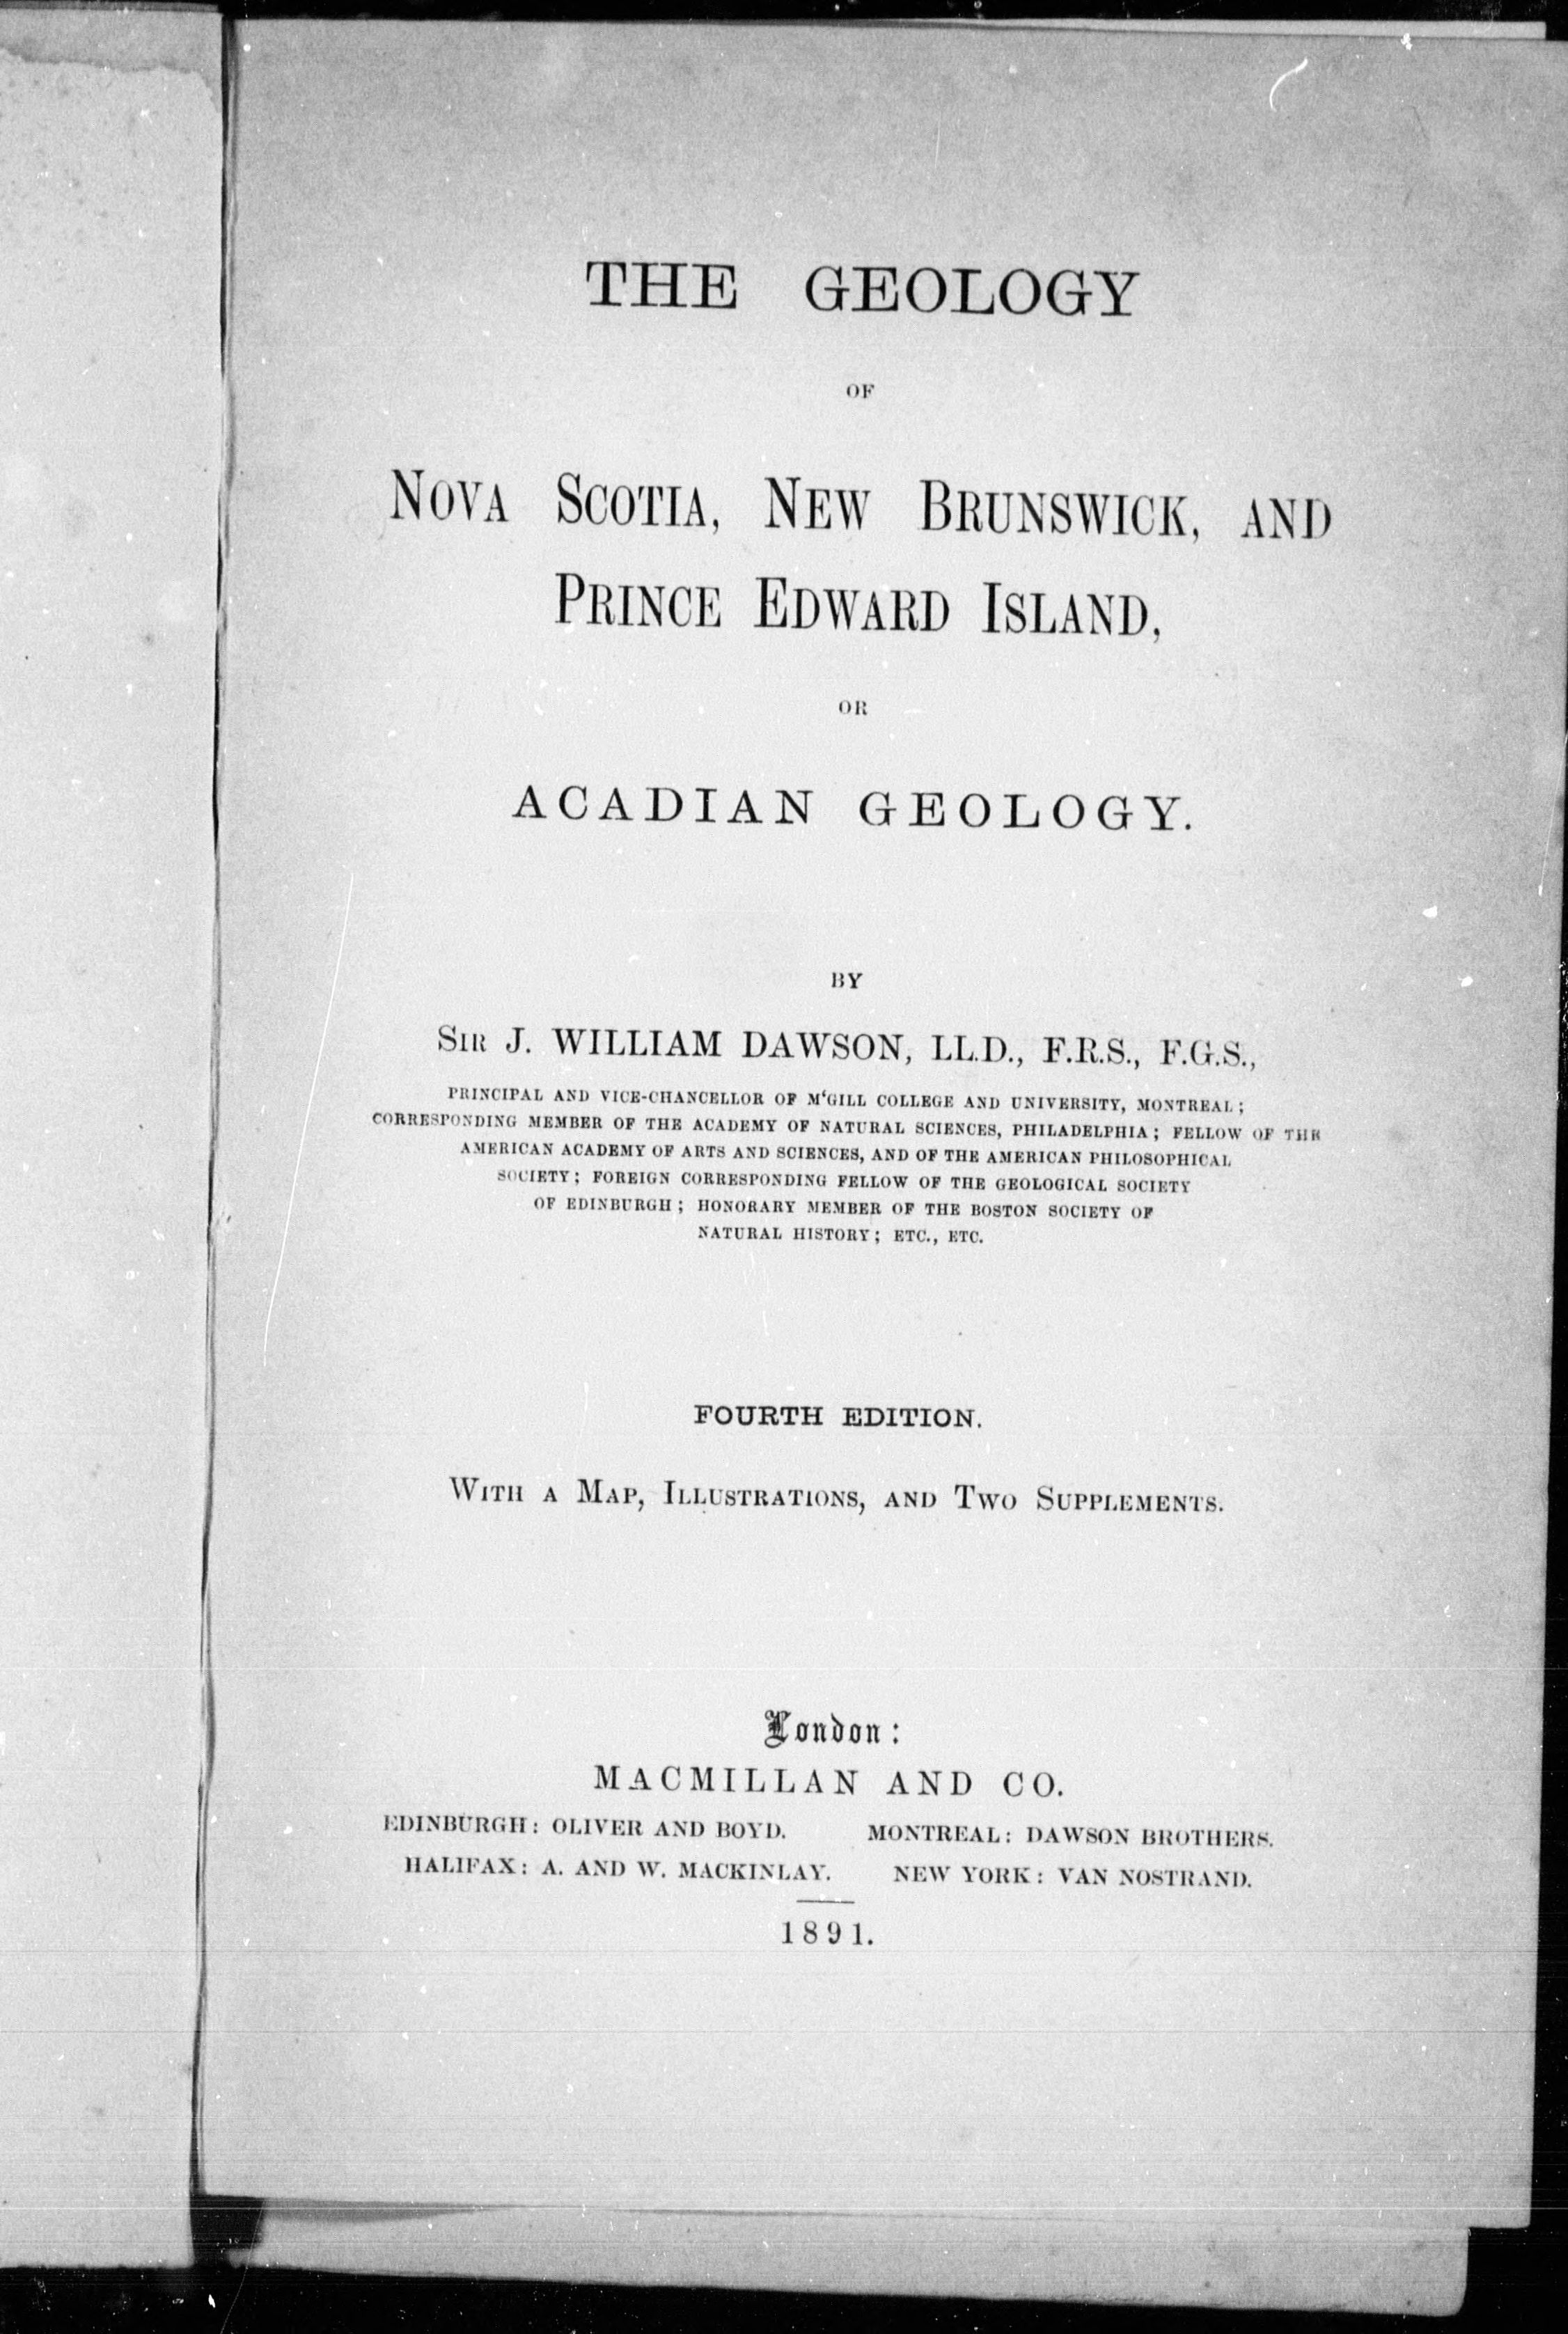 THE GEOLOGY
OF
NOVA SCOTIA, NEW BRUNSWICK, AND
PRINCE EDWARD ISLAND,
OR
ACADIAN GEOLOGY.
BY
SIR J. WILLIAM DAWSON, LL.D., F.R.S., F.G.S.,
PRINCIPAL AND VICE-CHANCELLOR OF M‘GILL COLLEGE AND UNIVERSITY, MONTREAL;
CORRESPONDING MEMBER OF THE ACADEMY OF NATURAL SCIENCES, PHILADELPHIA; FELLOW OF THE
AMERICAN ACADEMY OF ARTS AND SCIENCES, AND OF THE AMERICAN PHILOSOPHICAL
SOCIETY; FOREIGN CORRESPONDING FELLOW OF THE GEOLOGICAL SOCIETY
OF EDINBURGH; HONORARY MEMBER OF THE BOSTON SOCIETY OF
NATURAL HISTORY; ETC., ETC.
FOURTH EDITION.
WITH A MAP, ILLUSTRATIONS, AND TWO SUPPLEMENTS.
London:
MACMILLAN AND CO.
EDINBURGH: OLIVER AND BOYD. MONTREAL: DAWSON BROTHERS.
HALIFAX: A. AND W. MACKINLAY. NEW YORK: VAN NOSTRAND.
1891.